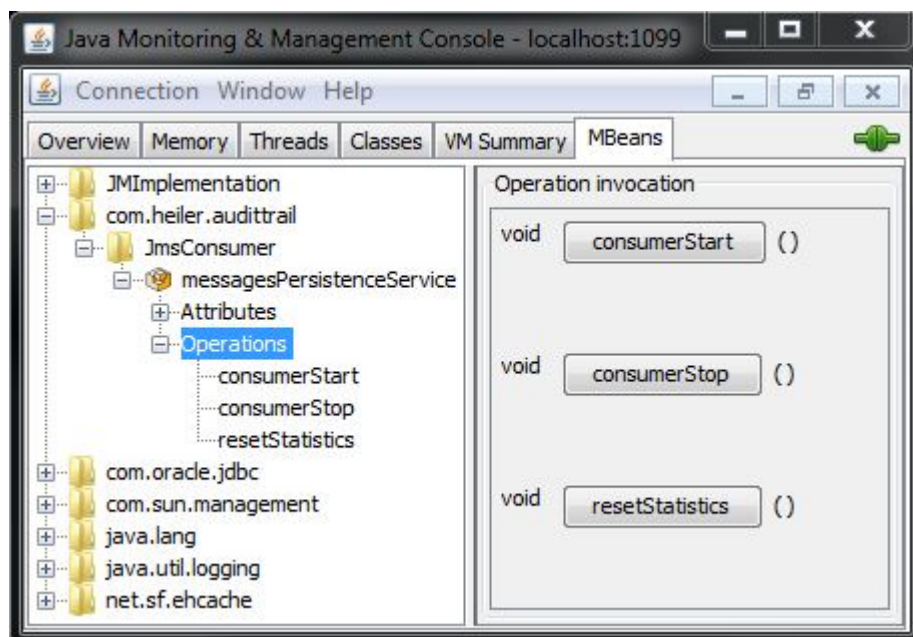 Java Monitoring & Management Console - localhost:1099
Connection Window Help
Overview Memory Threads Classes VM Summary MBeans
JMImplementation
com.heiler.audittrail
JmsConsumer
messagesPersistenceService
Attributes
Operations
consumerStart
consumerStop
resetStatistics
com.oracle.jdbc
com.sun.management
java.lang
java.util.logging
net.sf.ehcache
Operation invocation
void consumerStart ()
void consumerStop ()
void resetStatistics ()